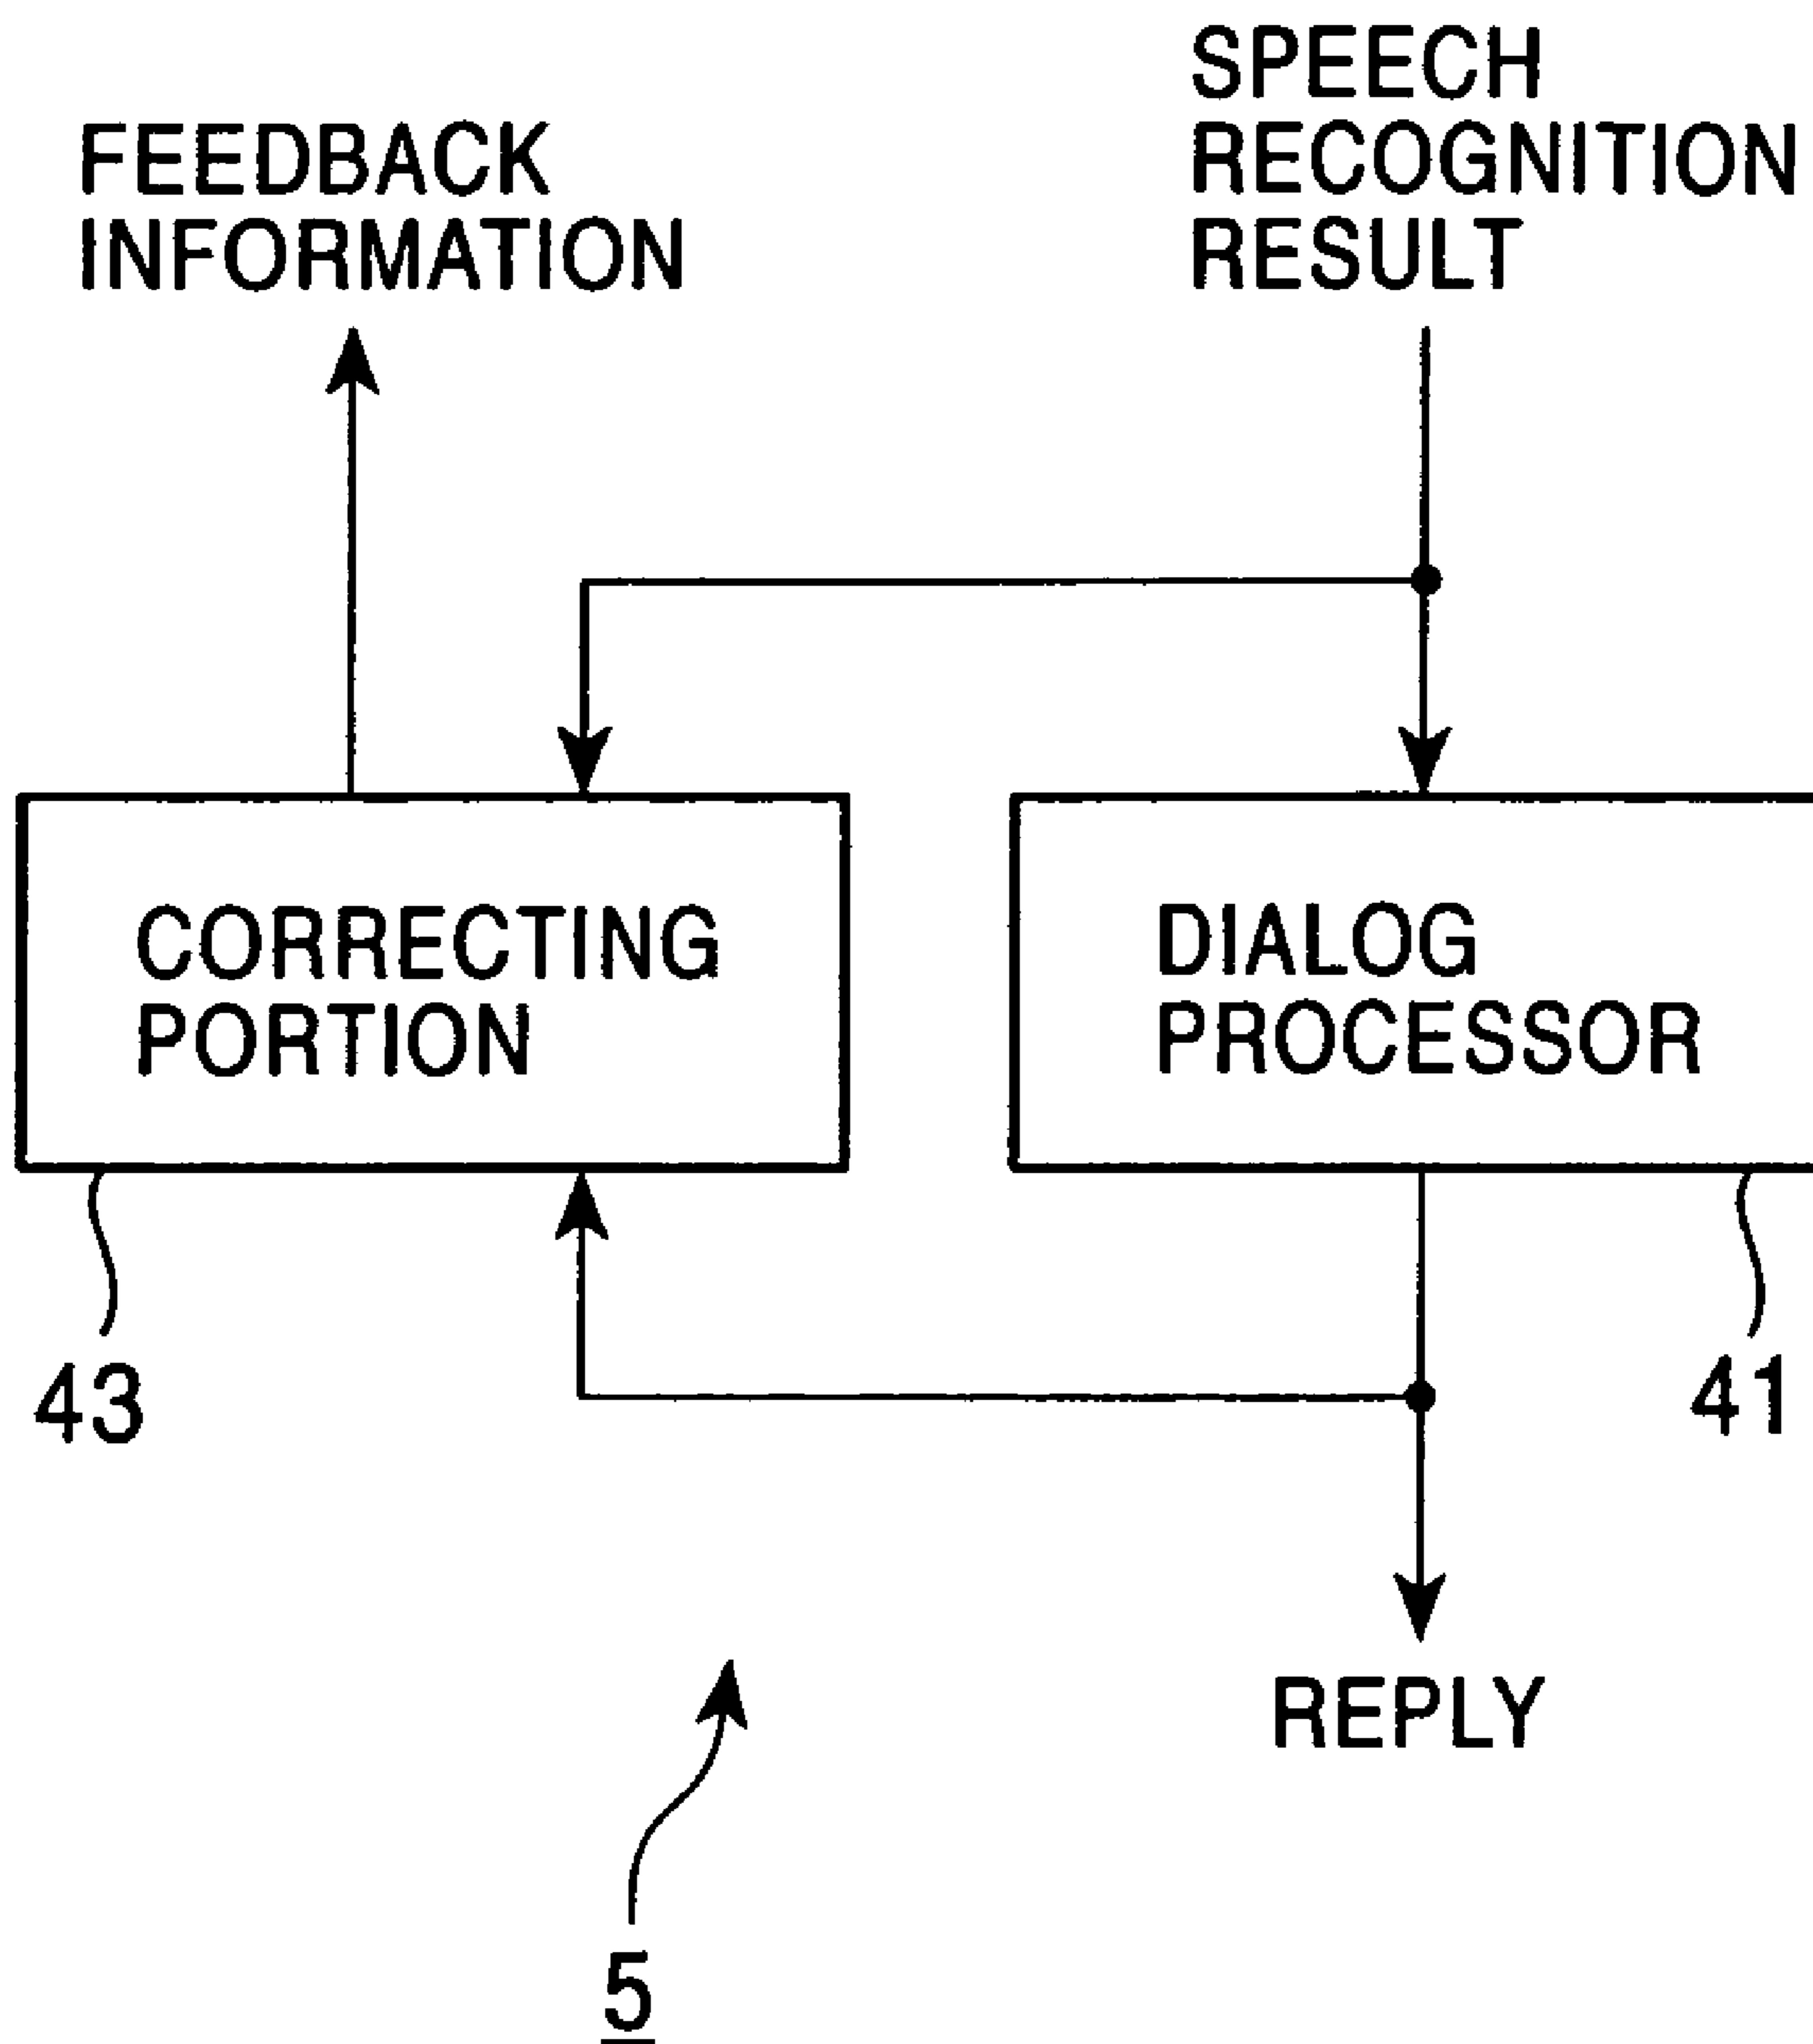 FEEDBACK
INFORMATION
SPEECH
RECOGNITION
RESULT
CORRECTING
PORTION
DIALOG
PROCESSOR
43
41
REPLY
5